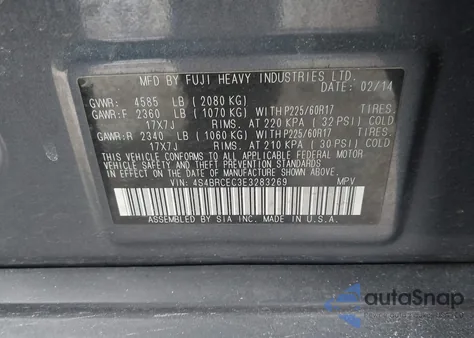 MFD BY FUJI HEAVY INDUSTRIES LTD.
DATE: 02/14
GVWR: 4585 LB (2080 KG)
GAWR:F 2360 LB (1070 KG) WITH P225/60R17 TIRES.
17X7J RIMS. AT 220 KPA ( 32 PSI) COLD
GAWR:R 2340 LB (1060 KG) WITH P225/60R17 TIRES.
17X7J RIMS. AT 210 KPA ( 30 PSI) COLD
THIS VEHICLE CONFORMS TO ALL APPLICABLE FEDERAL MOTOR
VEHICLE SAFETY, BUMPER, AND THEFT PREVENTION STANDARDS
IN EFFECT ON THE DATE OF MANUFACTURE SHOWN ABOVE.
VIN: 4S4BRCEC3E3283269 MPV
ASSEMBLED BY SIA INC. MADE IN U.S.A.
autoSnap